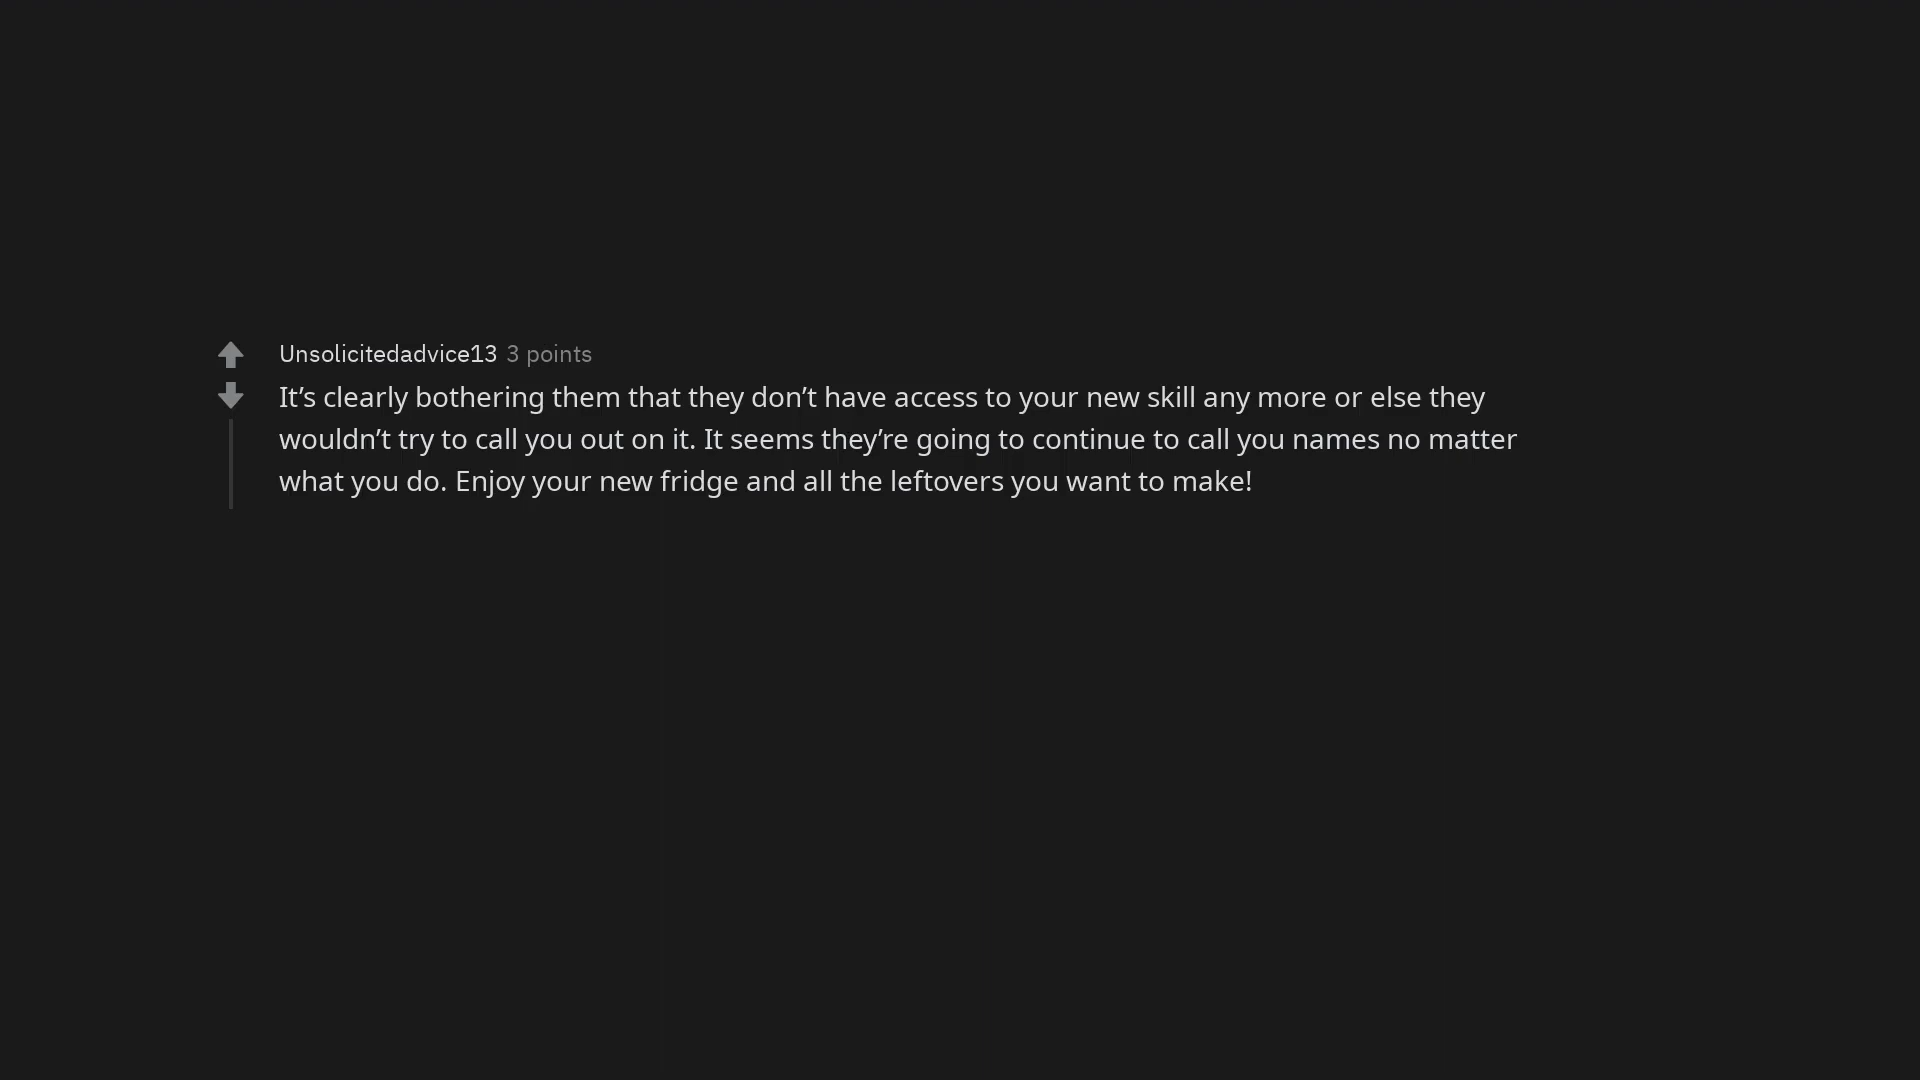 Unsolicitedadvice13 3 points
It’s clearly bothering them that they don’t have access to your new skill any more or else they
wouldn’t try to call you out on it. It seems they’re going to continue to call you names no matter
what you do. Enjoy your new fridge and all the leftovers you want to make!